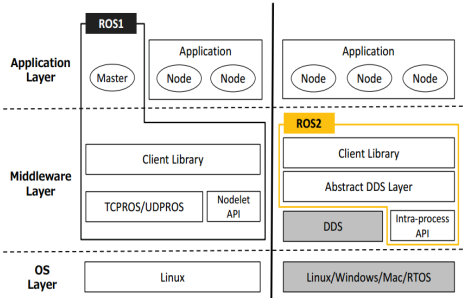 ROS1
Application
Application
Application
Layer
Master
Node
Node
Node
Node
Node
ROS2
Client Library
Client Library
Middleware
Layer
Abstract DDS Layer
TCPROS/UDPROS
Nodelet
API
DDS
Intra-process
API
OS
Layer
Linux
Linux/Windows/Mac/RTOS